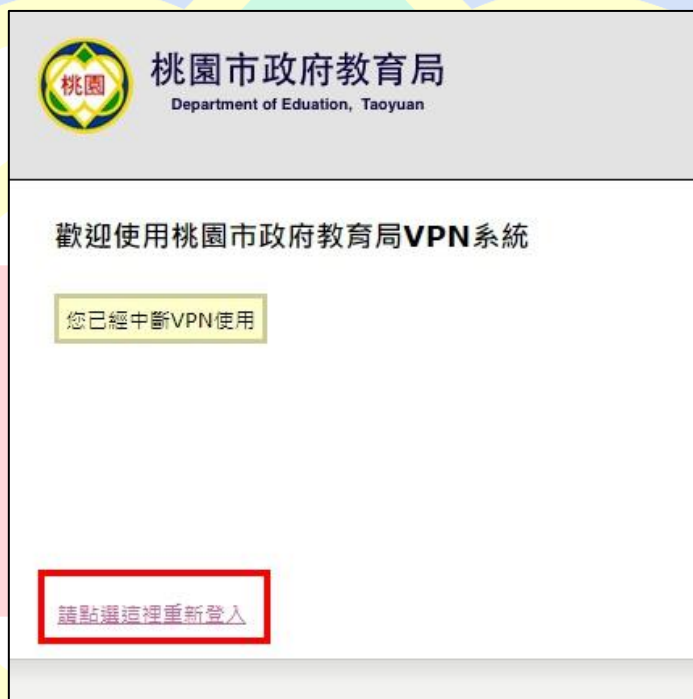 桃園
桃園市政府教育局
Department of Eduation, Taoyuan
歡迎使用桃園市政府教育局VPN系統
您已經中斷VPN使用
請點選這裡重新登入